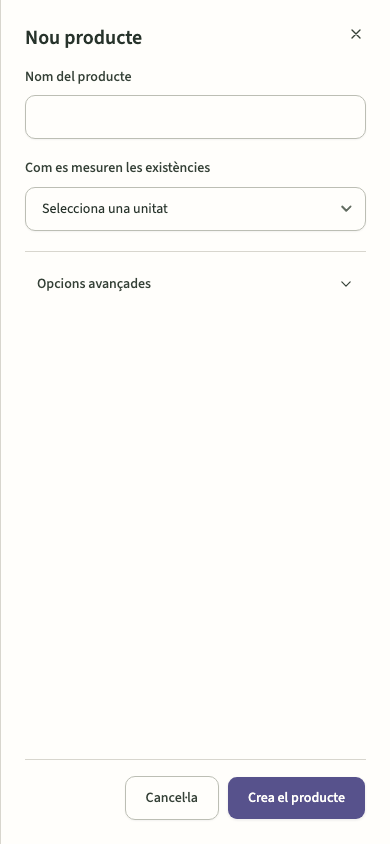 Nou producte
Nom del producte
Com es mesuren les existències
Selecciona una unitat
Opcions avançades
Cancel·la
Crea el producte